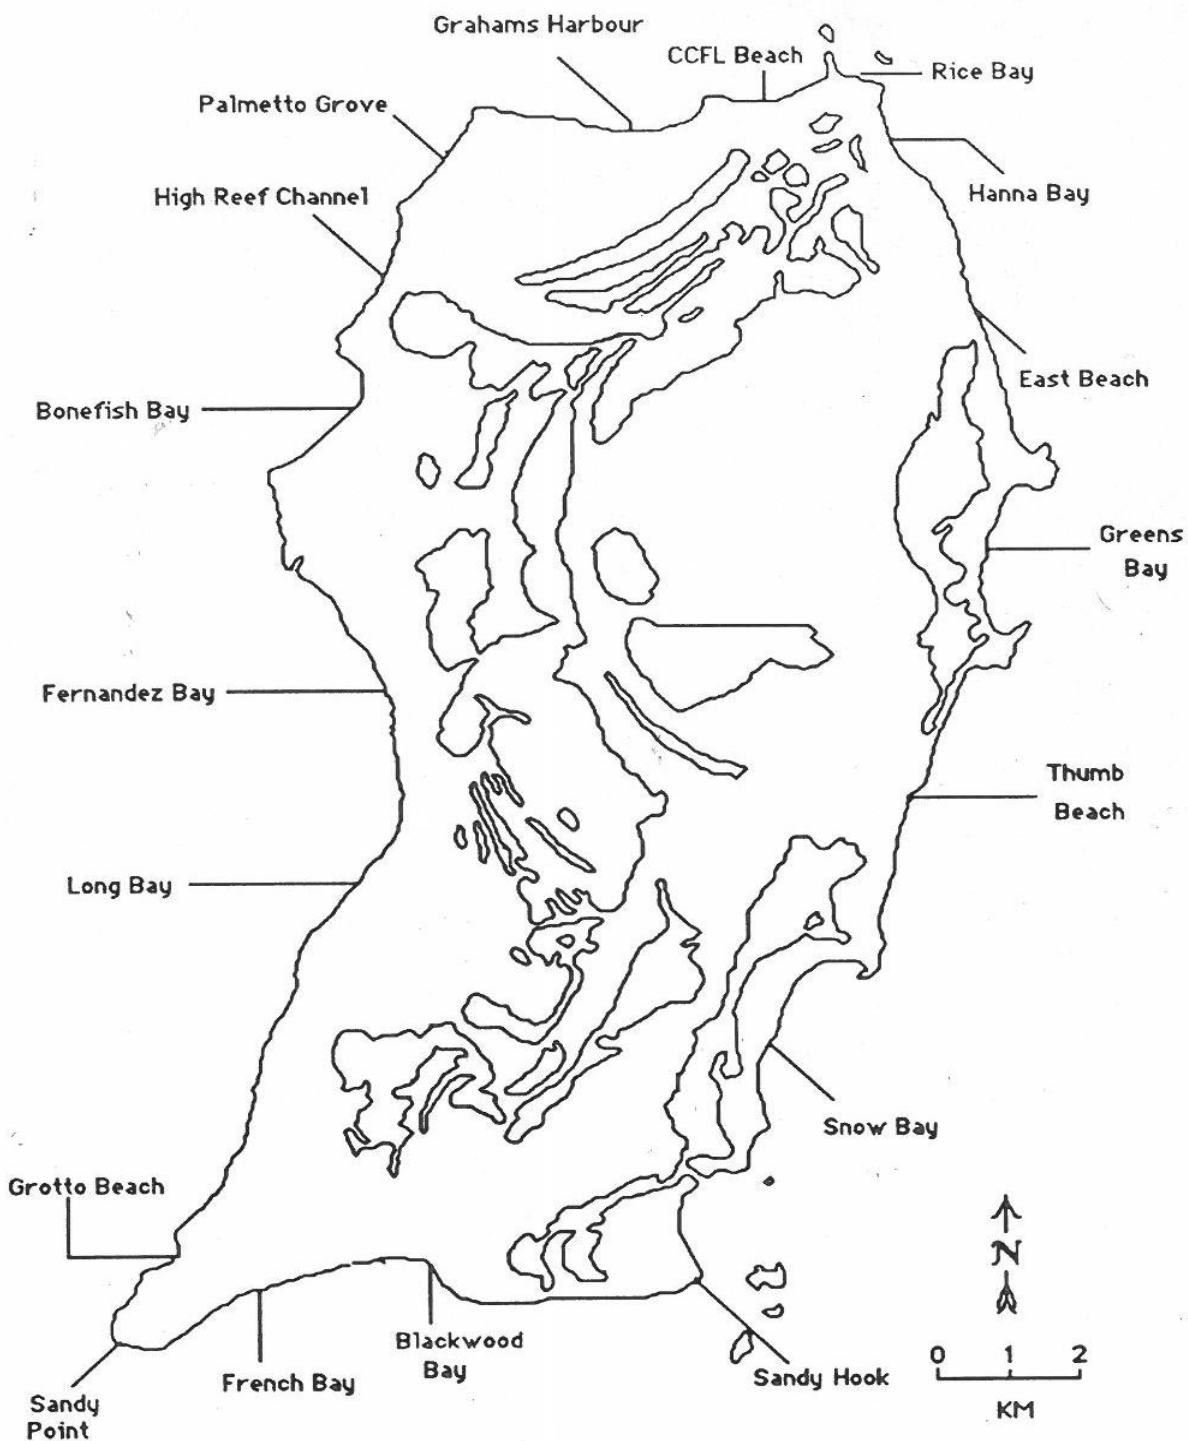 Grahams Harbour
CCFL Beach
Rice Bay
Palmetto Grove
High Reef Channel
Hanna Bay
East Beach
Bonefish Bay
Greens
Bay
Fernandez Bay
Thumb
Beach
Long Bay
Snow Bay
Grotto Beach
N
Blackwood
Bay
French Bay
Sandy Hook
Sandy
Point
0 1 2
KM